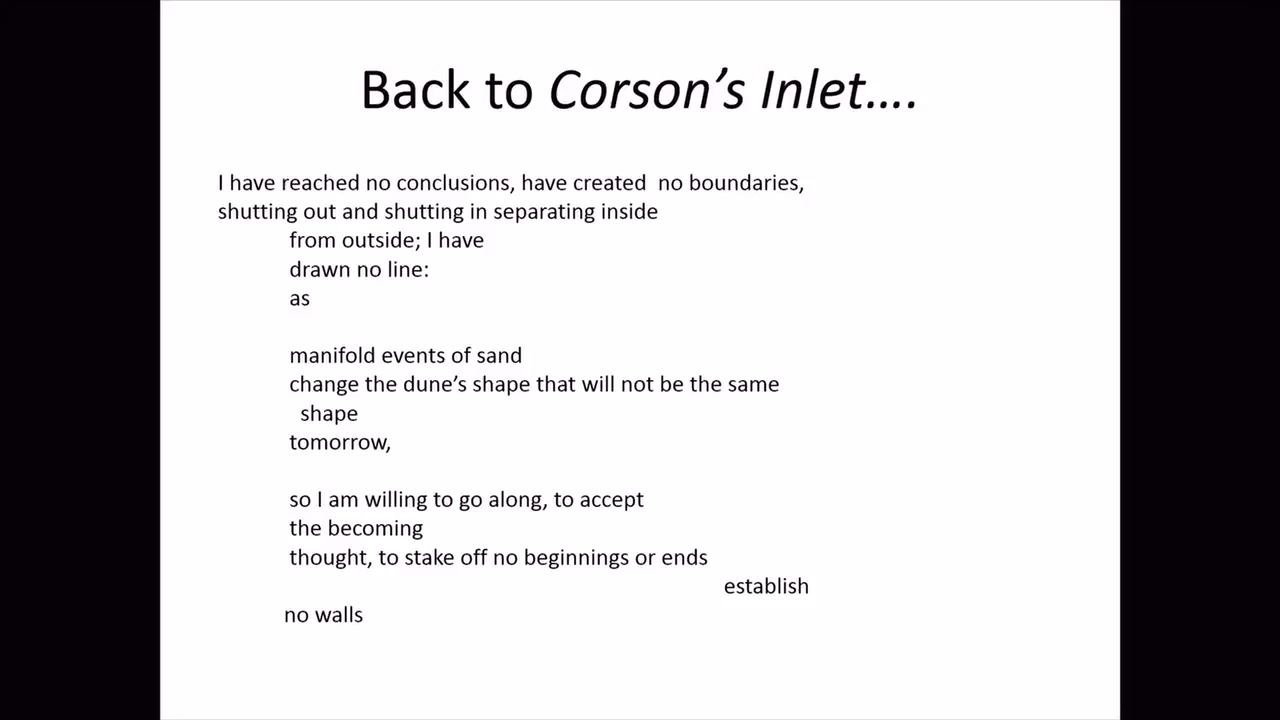 Back to Corson's Inlet....
I have reached no conclusions, have created  no boundaries,
shutting out and shutting in separating inside
from outside; I have
drawn no line:
as
manifold events of sand
change the dune's shape that will not be the same
shape
tomorrow,
so I am willing to go along, to accept
the becoming
thought, to stake off no beginnings or ends
establish
no walls